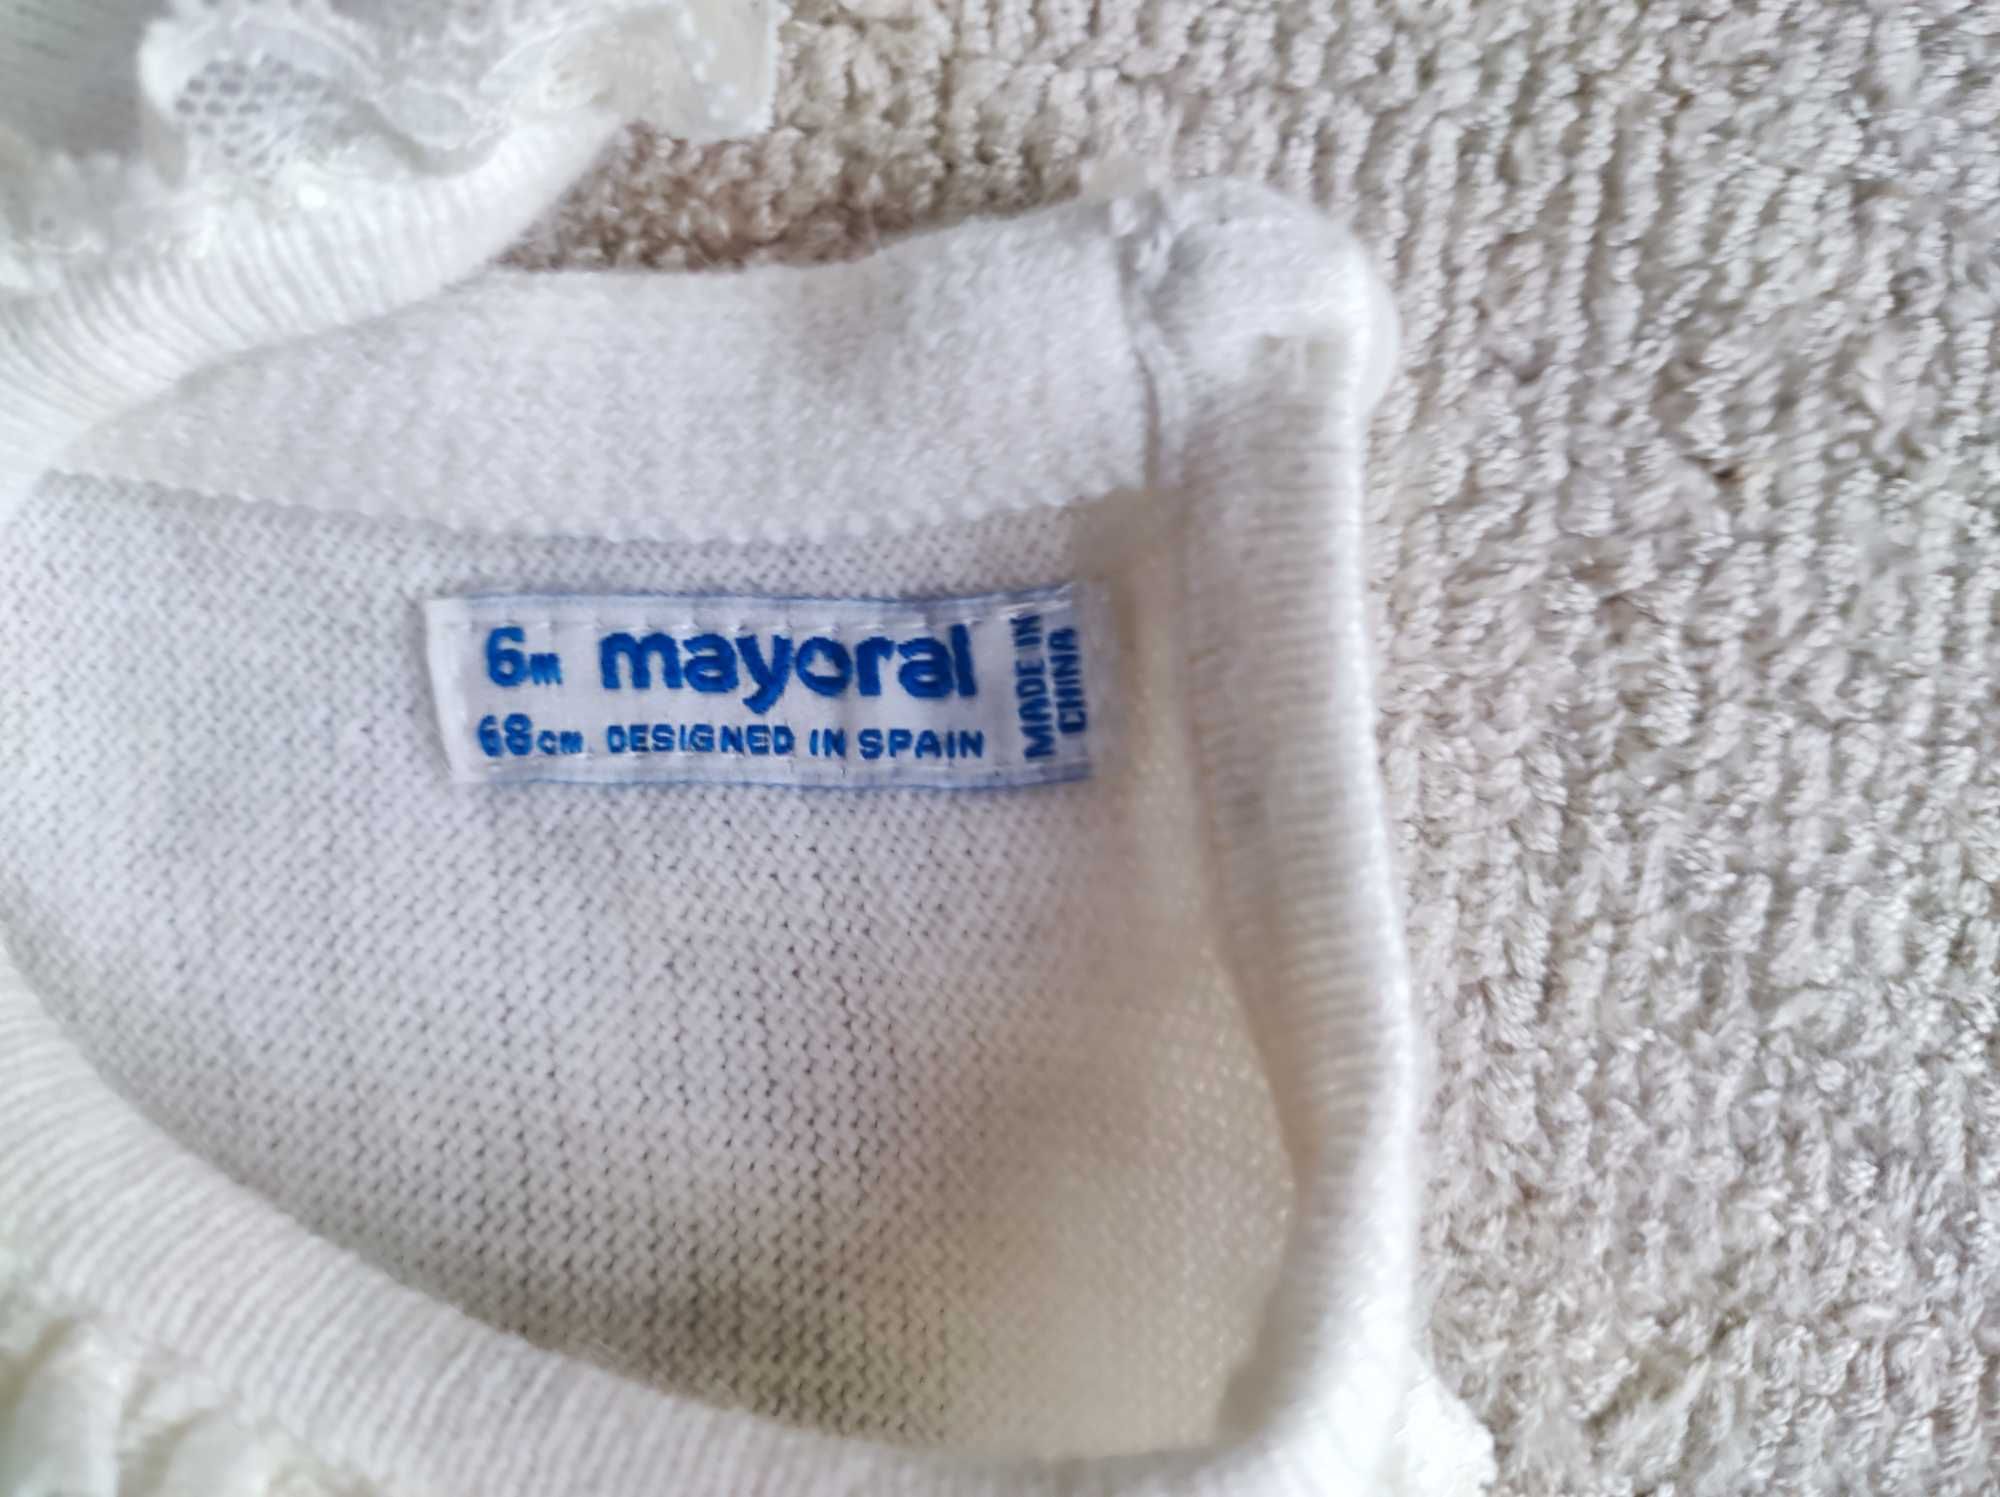 6m mayoral
68cm. DESIGNED IN SPAIN
MADE IN
CHINA